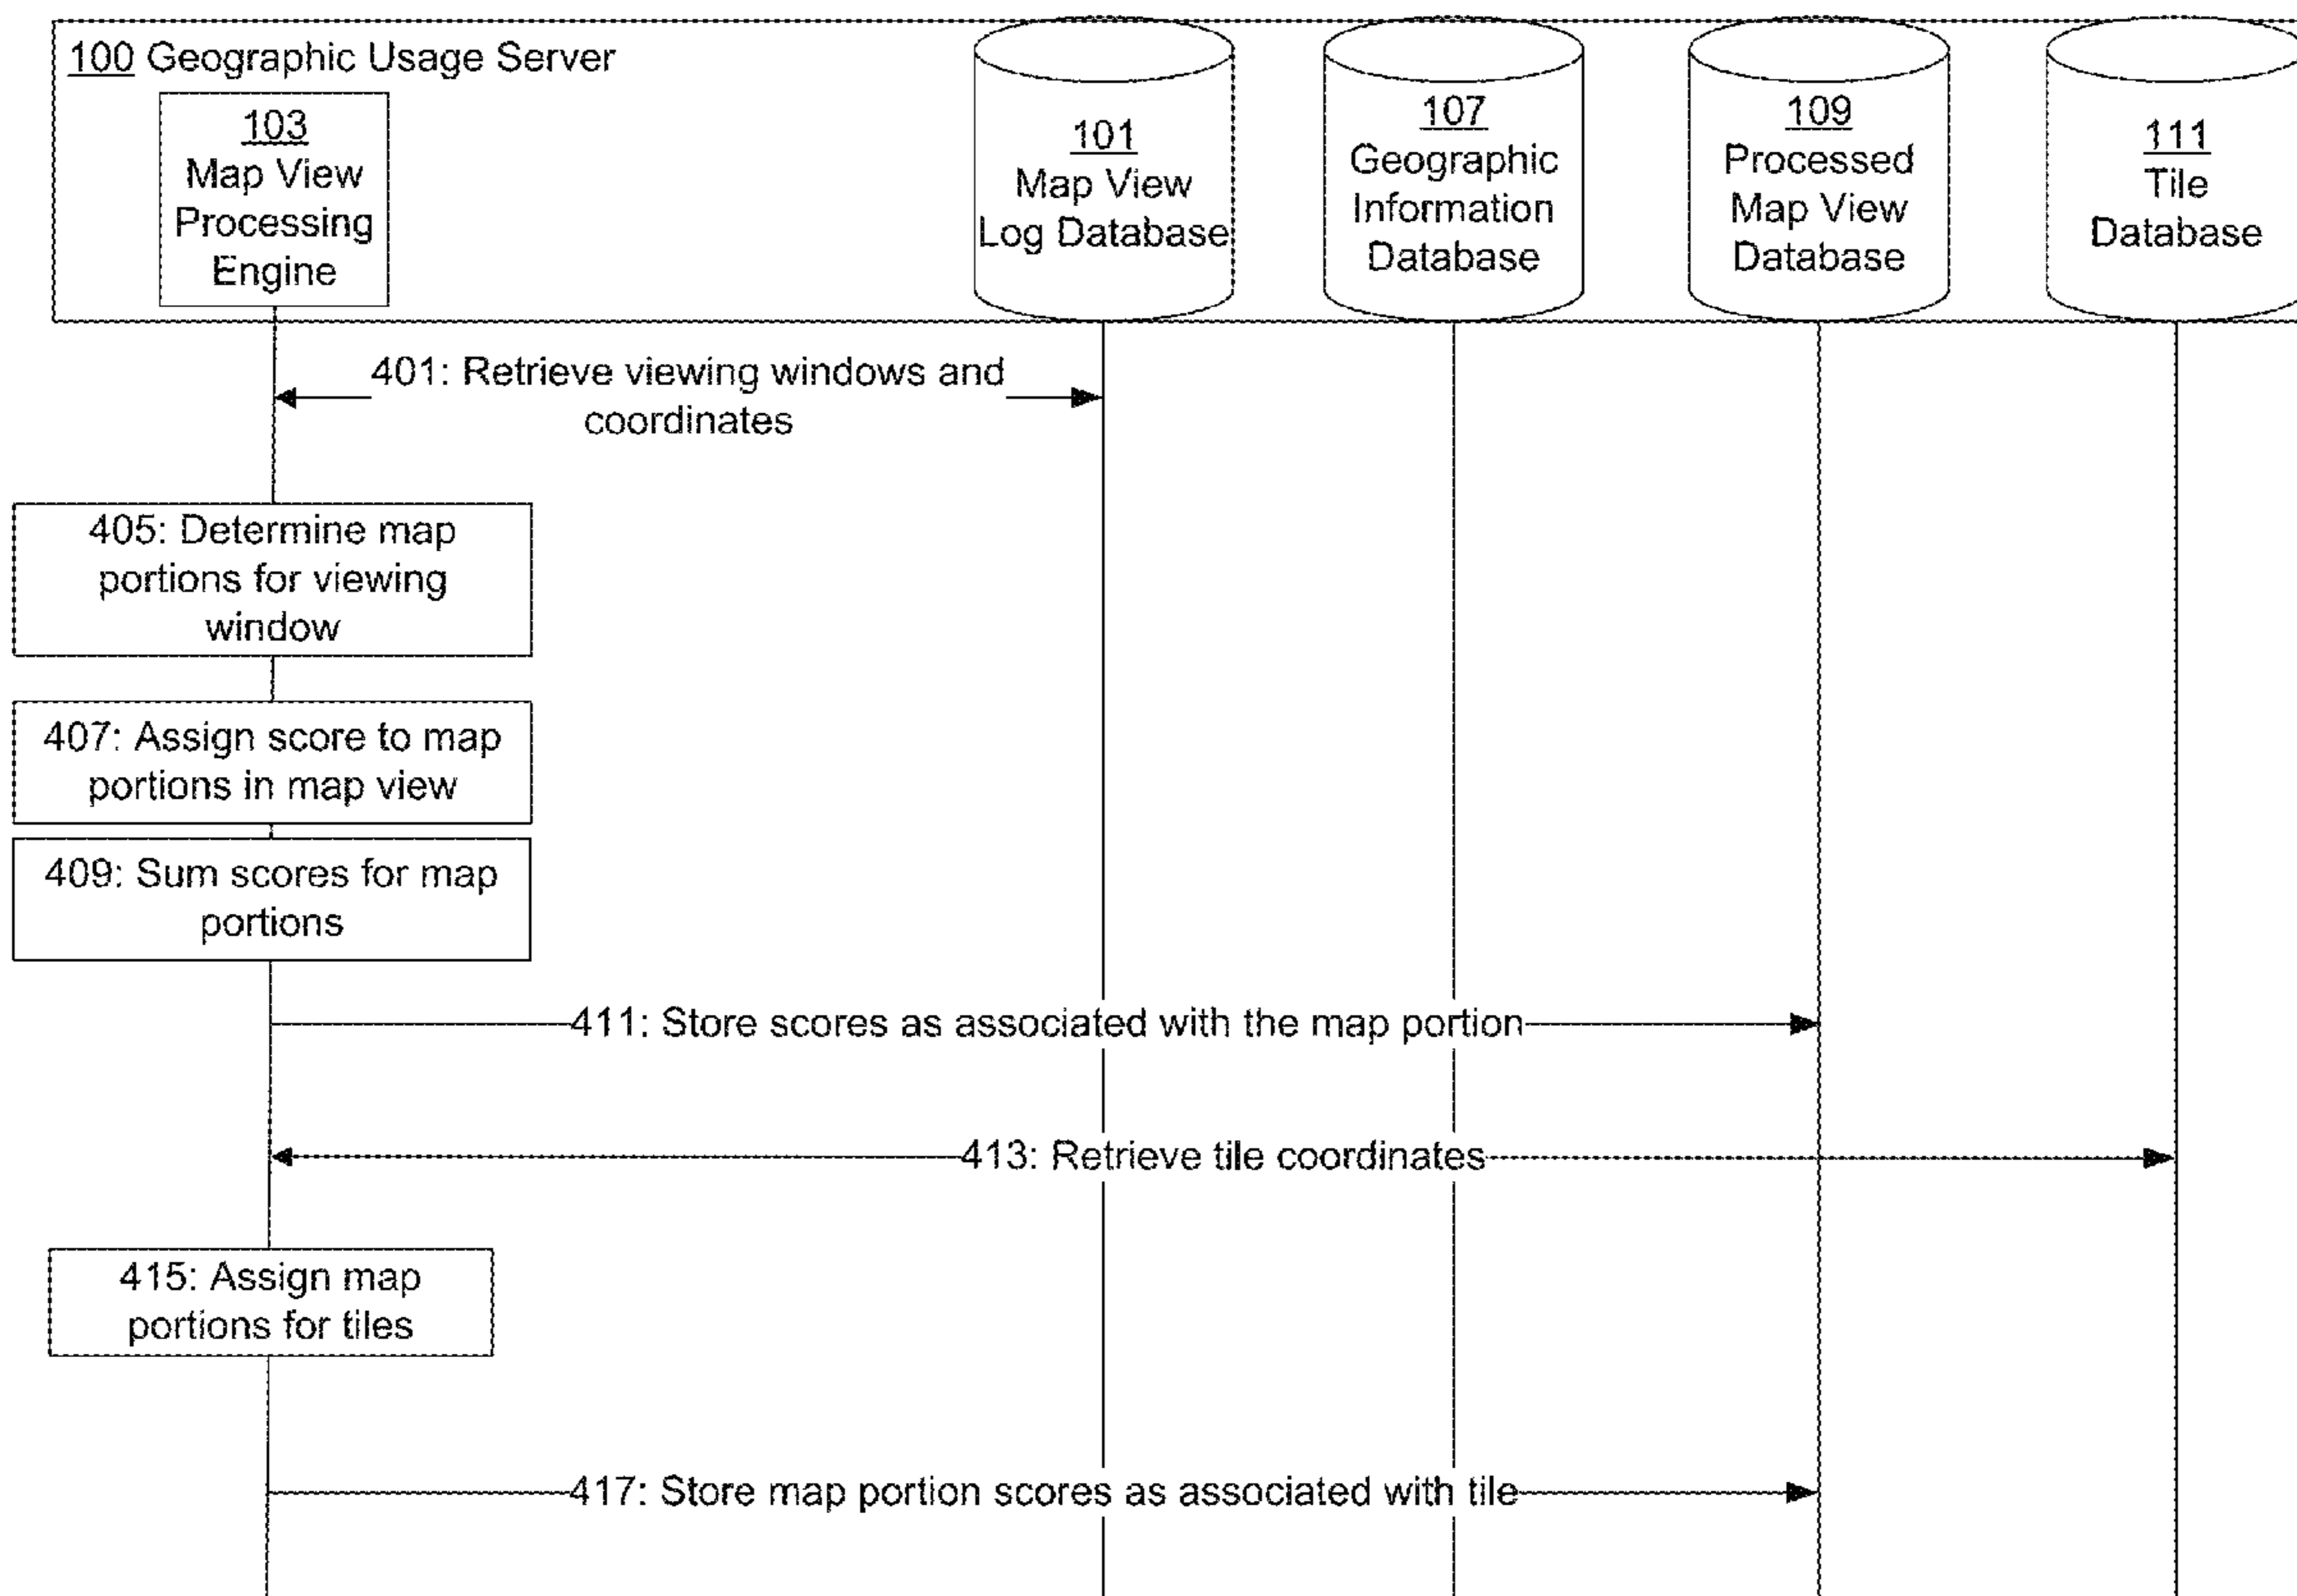 100 Geographic Usage Server
103
Map View
Processing
Engine
101
Map View
Log Database
107
Geographic
Information
Database
109
Processed
Map View
Database
111
Tile
Database
401: Retrieve viewing windows and
coordinates
405: Determine map
portions for viewing
window
407: Assign score to map
portions in map view
409: Sum scores for map
portions
411: Store scores as associated with the map portion
413: Retrieve tile coordinates
415: Assign map
portions for tiles
417: Store map portion scores as associated with tile